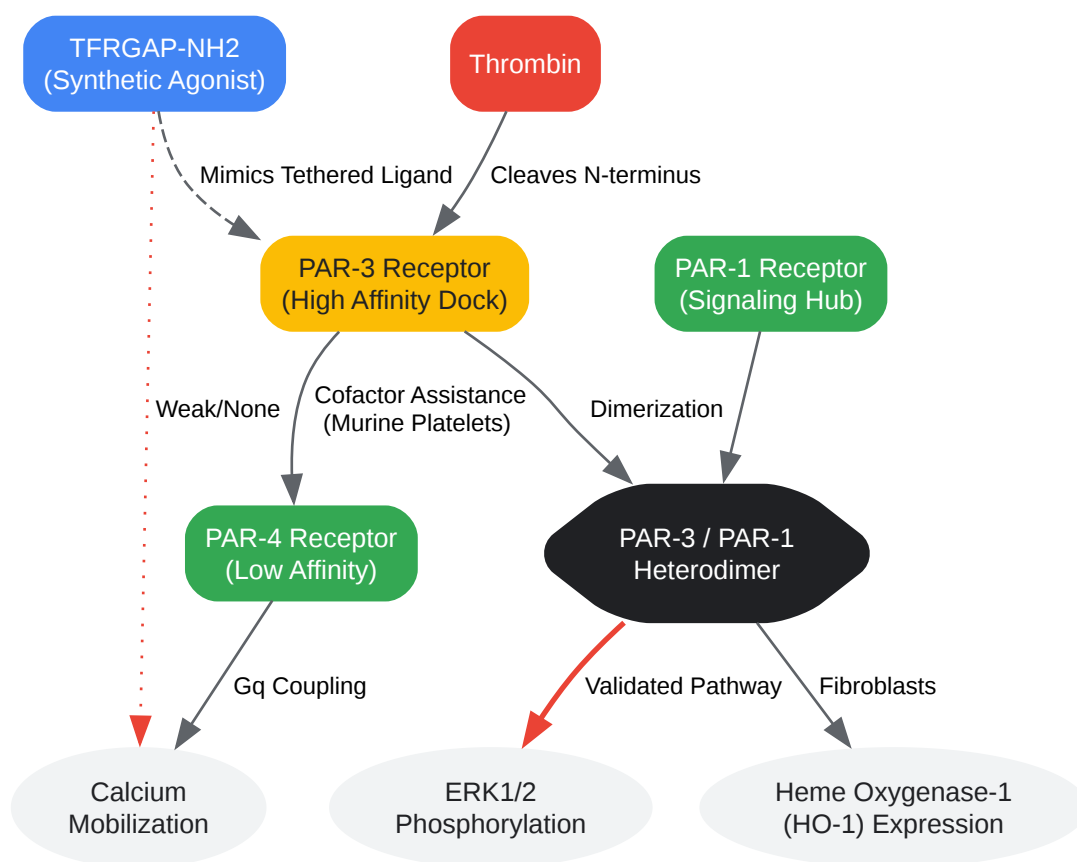 TFRGAP-NH2
(Synthetic Agonist)
Thrombin
Mimics Tethered Ligand
Cleaves N-terminus
PAR-3 Receptor
(High Affinity Dock)
PAR-1 Receptor
(Signaling Hub)
Weak/None
Cofactor Assistance
(Murine Platelets)
Dimerization
PAR-4 Receptor
(Low Affinity)
PAR-3 / PAR-1
Heterodimer
Gq Coupling
Validated Pathway
Fibroblasts
Calcium
Mobilization
ERK1/2
Phosphorylation
Heme Oxygenase-1
(HO-1) Expression